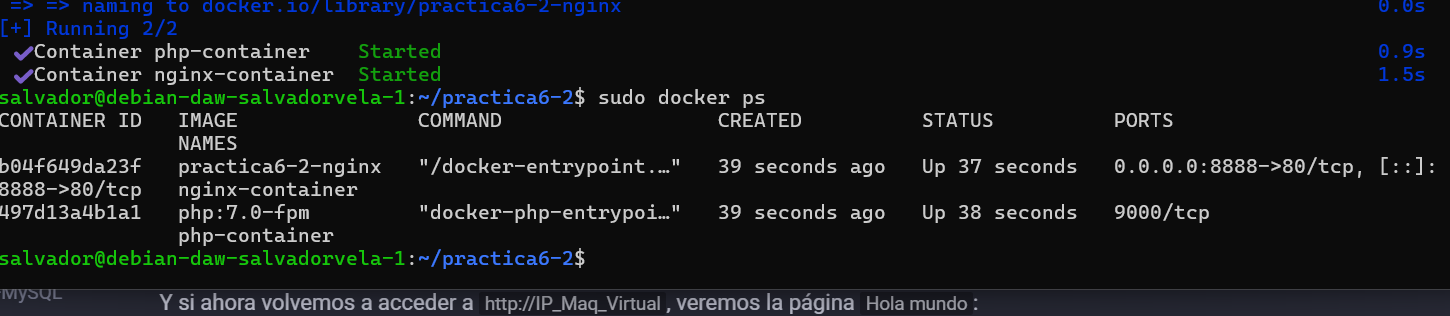 => => naming to docker.io/library/practica6-2-nginx 0.0s
[+] Running 2/2
✔Container php-container Started 0.9s
✔Container nginx-container Started 1.5s
salvador@debian-daw-salvadorvela-1:~/practica6-2$ sudo docker ps
CONTAINER ID IMAGE COMMAND CREATED STATUS PORTS
NAMES
b04f649da23f practica6-2-nginx "/docker-entrypoint.…" 39 seconds ago Up 37 seconds 0.0.0.0:8888->80/tcp, [::]:
8888->80/tcp nginx-container
497d13a4b1a1 php:7.0-fpm "docker-php-entrypoi…" 39 seconds ago Up 38 seconds 9000/tcp
php-container
salvador@debian-daw-salvadorvela-1:~/practica6-2$
MySQL
Y si ahora volvemos a acceder a http://IP_Maq_Virtual, veremos la página Hola mundo: